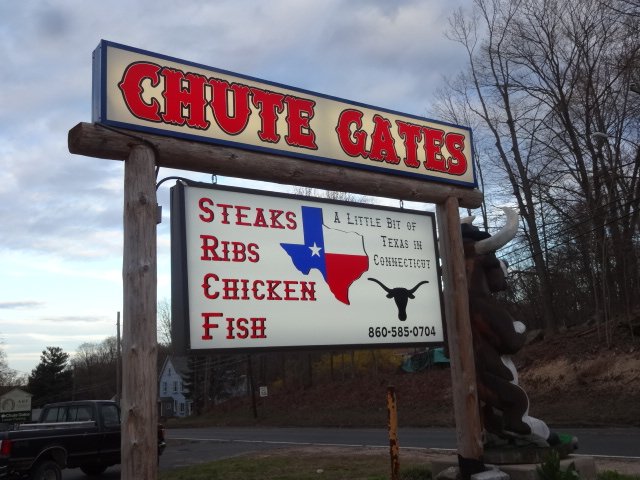 CHUTE GATES
STEAKS
RIBS
CHICKEN
FISH
A LITTLE BIT OF
TEXAS IN
CONNECTICUT
860-585-0704